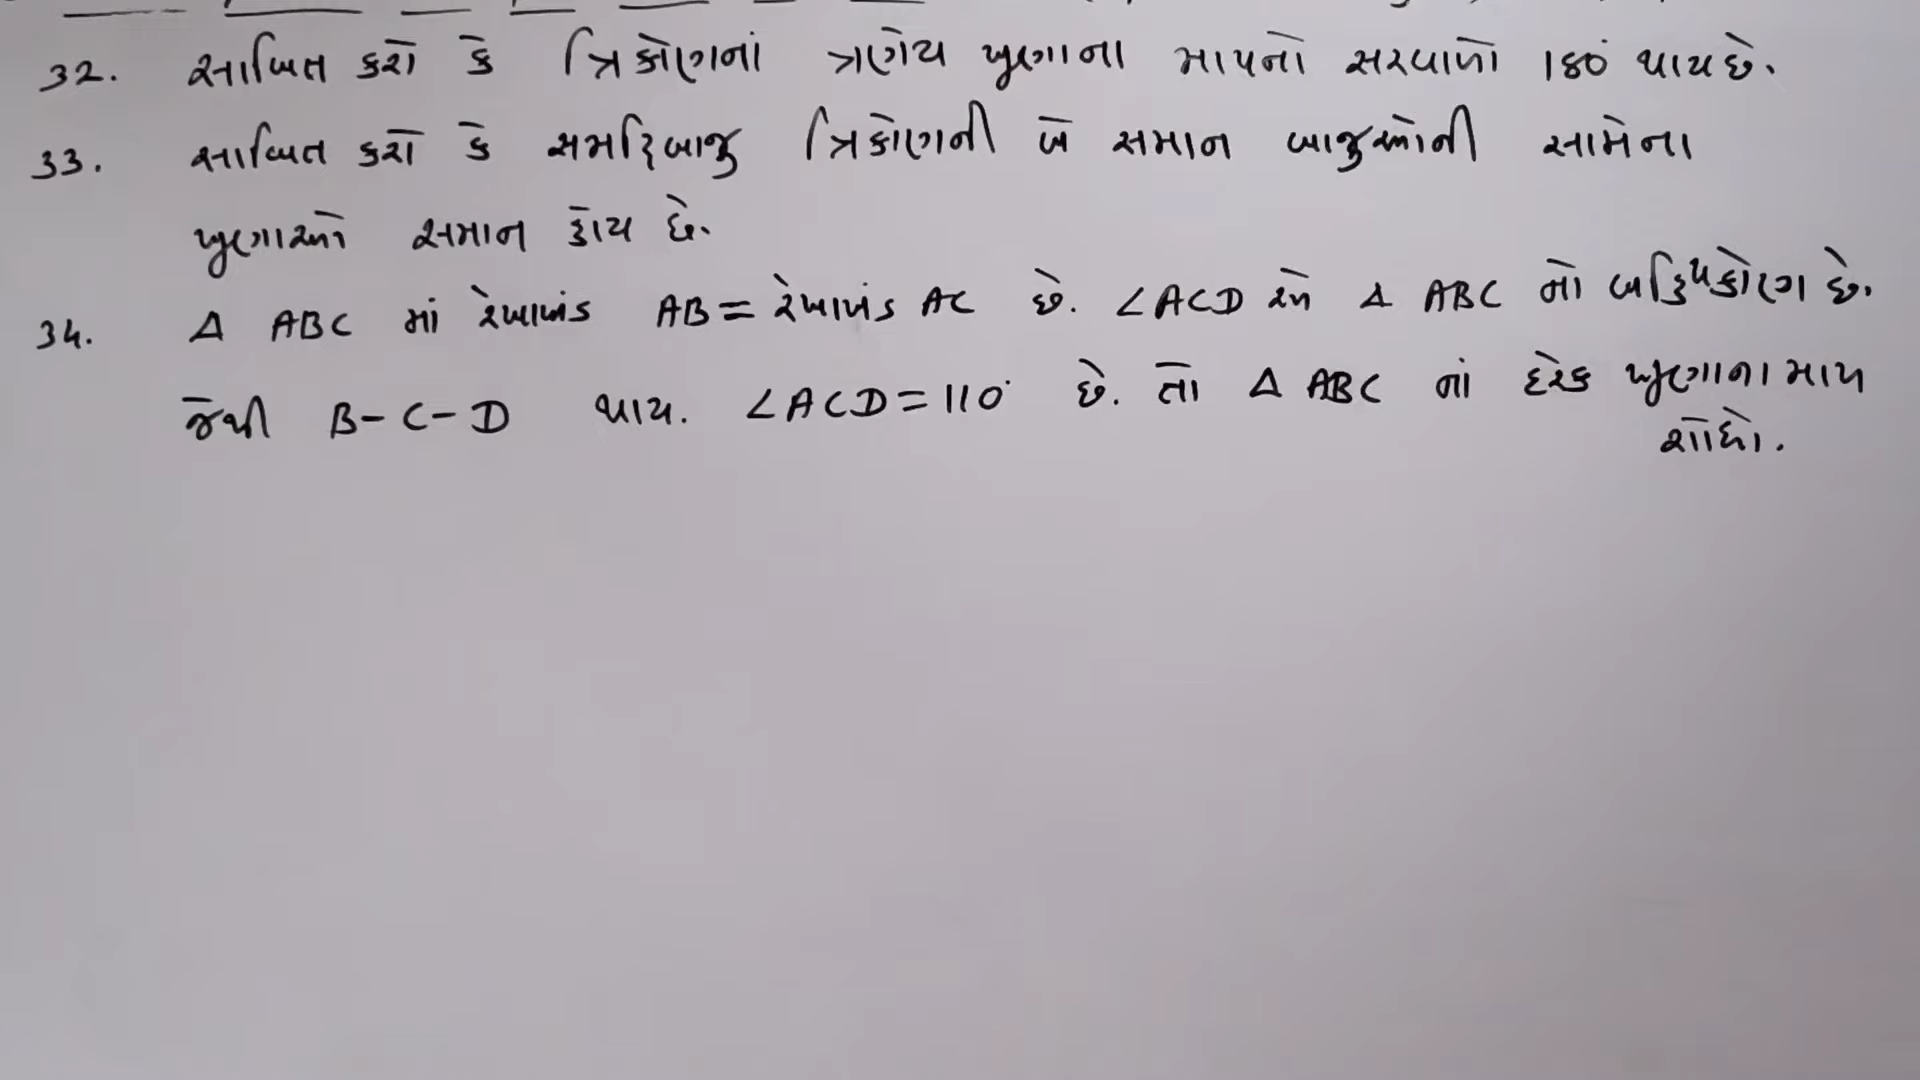 32. સાબિત કરો કે ત્રિકોણનાં ત્રણેય ખુણાના માપનો સરવાળો 180° થાય છે.
33. સાબિત કરો કે સમદ્વિબાજુ ત્રિકોણની બે સમાન બાજુઓની સામેના
ખુણાઓ સમાન હોય છે.
34. Δ ABC માં રેખાખંડ AB = રેખાખંડ AC છે. ∠ACD એ Δ ABC નો બહિષ્કોણ છે.
જેથી B-C-D થાય. ∠ACD = 110° છે. તો Δ ABC નાં દરેક ખુણાના માપ
શોધો.